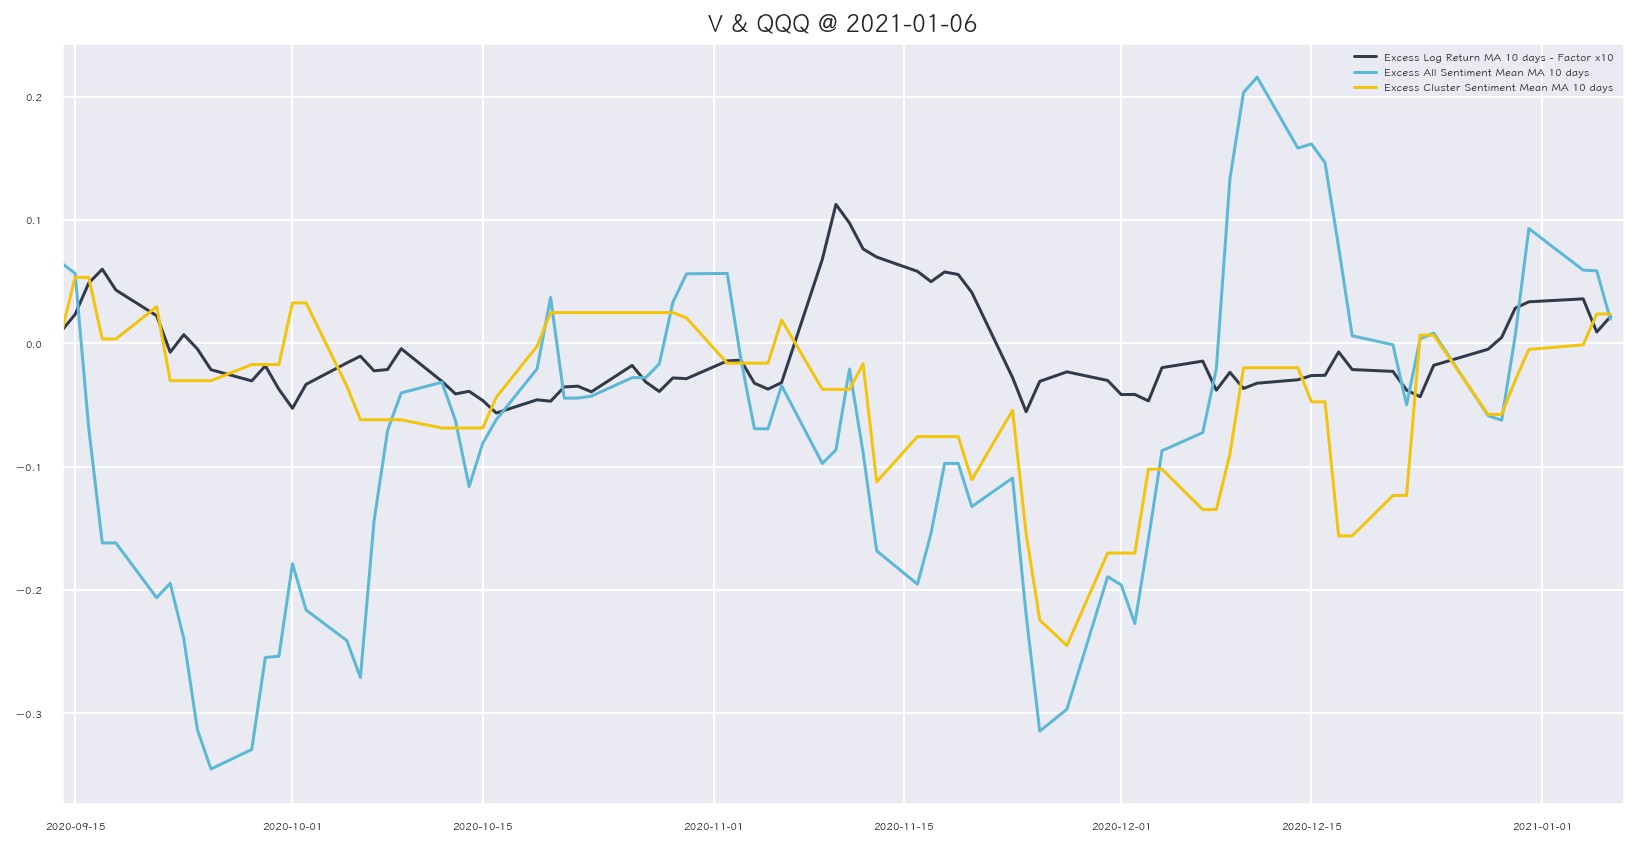 V & QQQ @ 2021-01-06
Excess Log Return MA 10 days - Factor x10
Excess All Sentiment Mean MA 10 days
Excess Cluster Sentiment Mean MA 10 days
0.2
0.1
0.0
−0.1
−0.2
−0.3
2020-09-15 2020-10-01 2020-10-15 2020-11-01 2020-11-15 2020-12-01 2020-12-15 2021-01-01